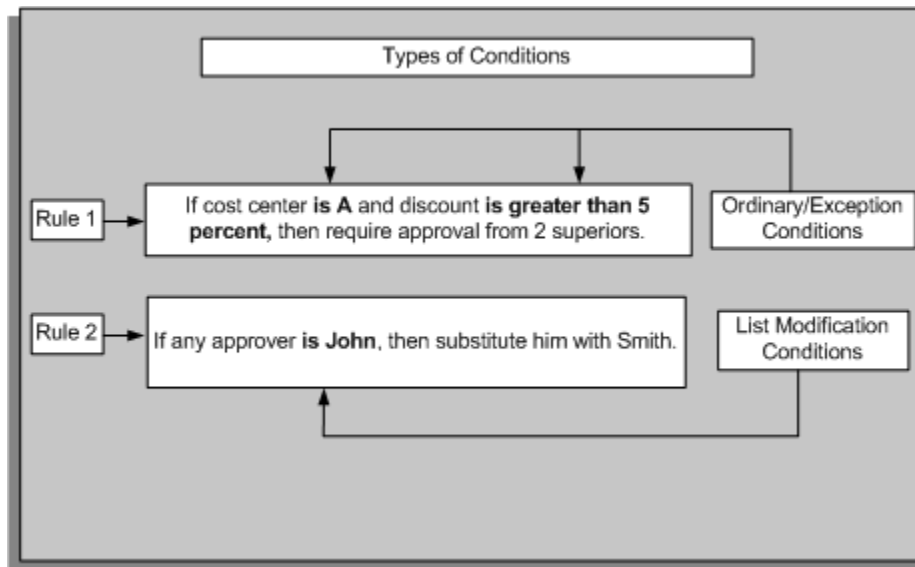 Types of Conditions
Rule 1
If cost center is A and discount is greater than 5
percent, then require approval from 2 superiors.
Ordinary/Exception
Conditions
Rule 2
If any approver is John, then substitute him with Smith.
List Modification
Conditions